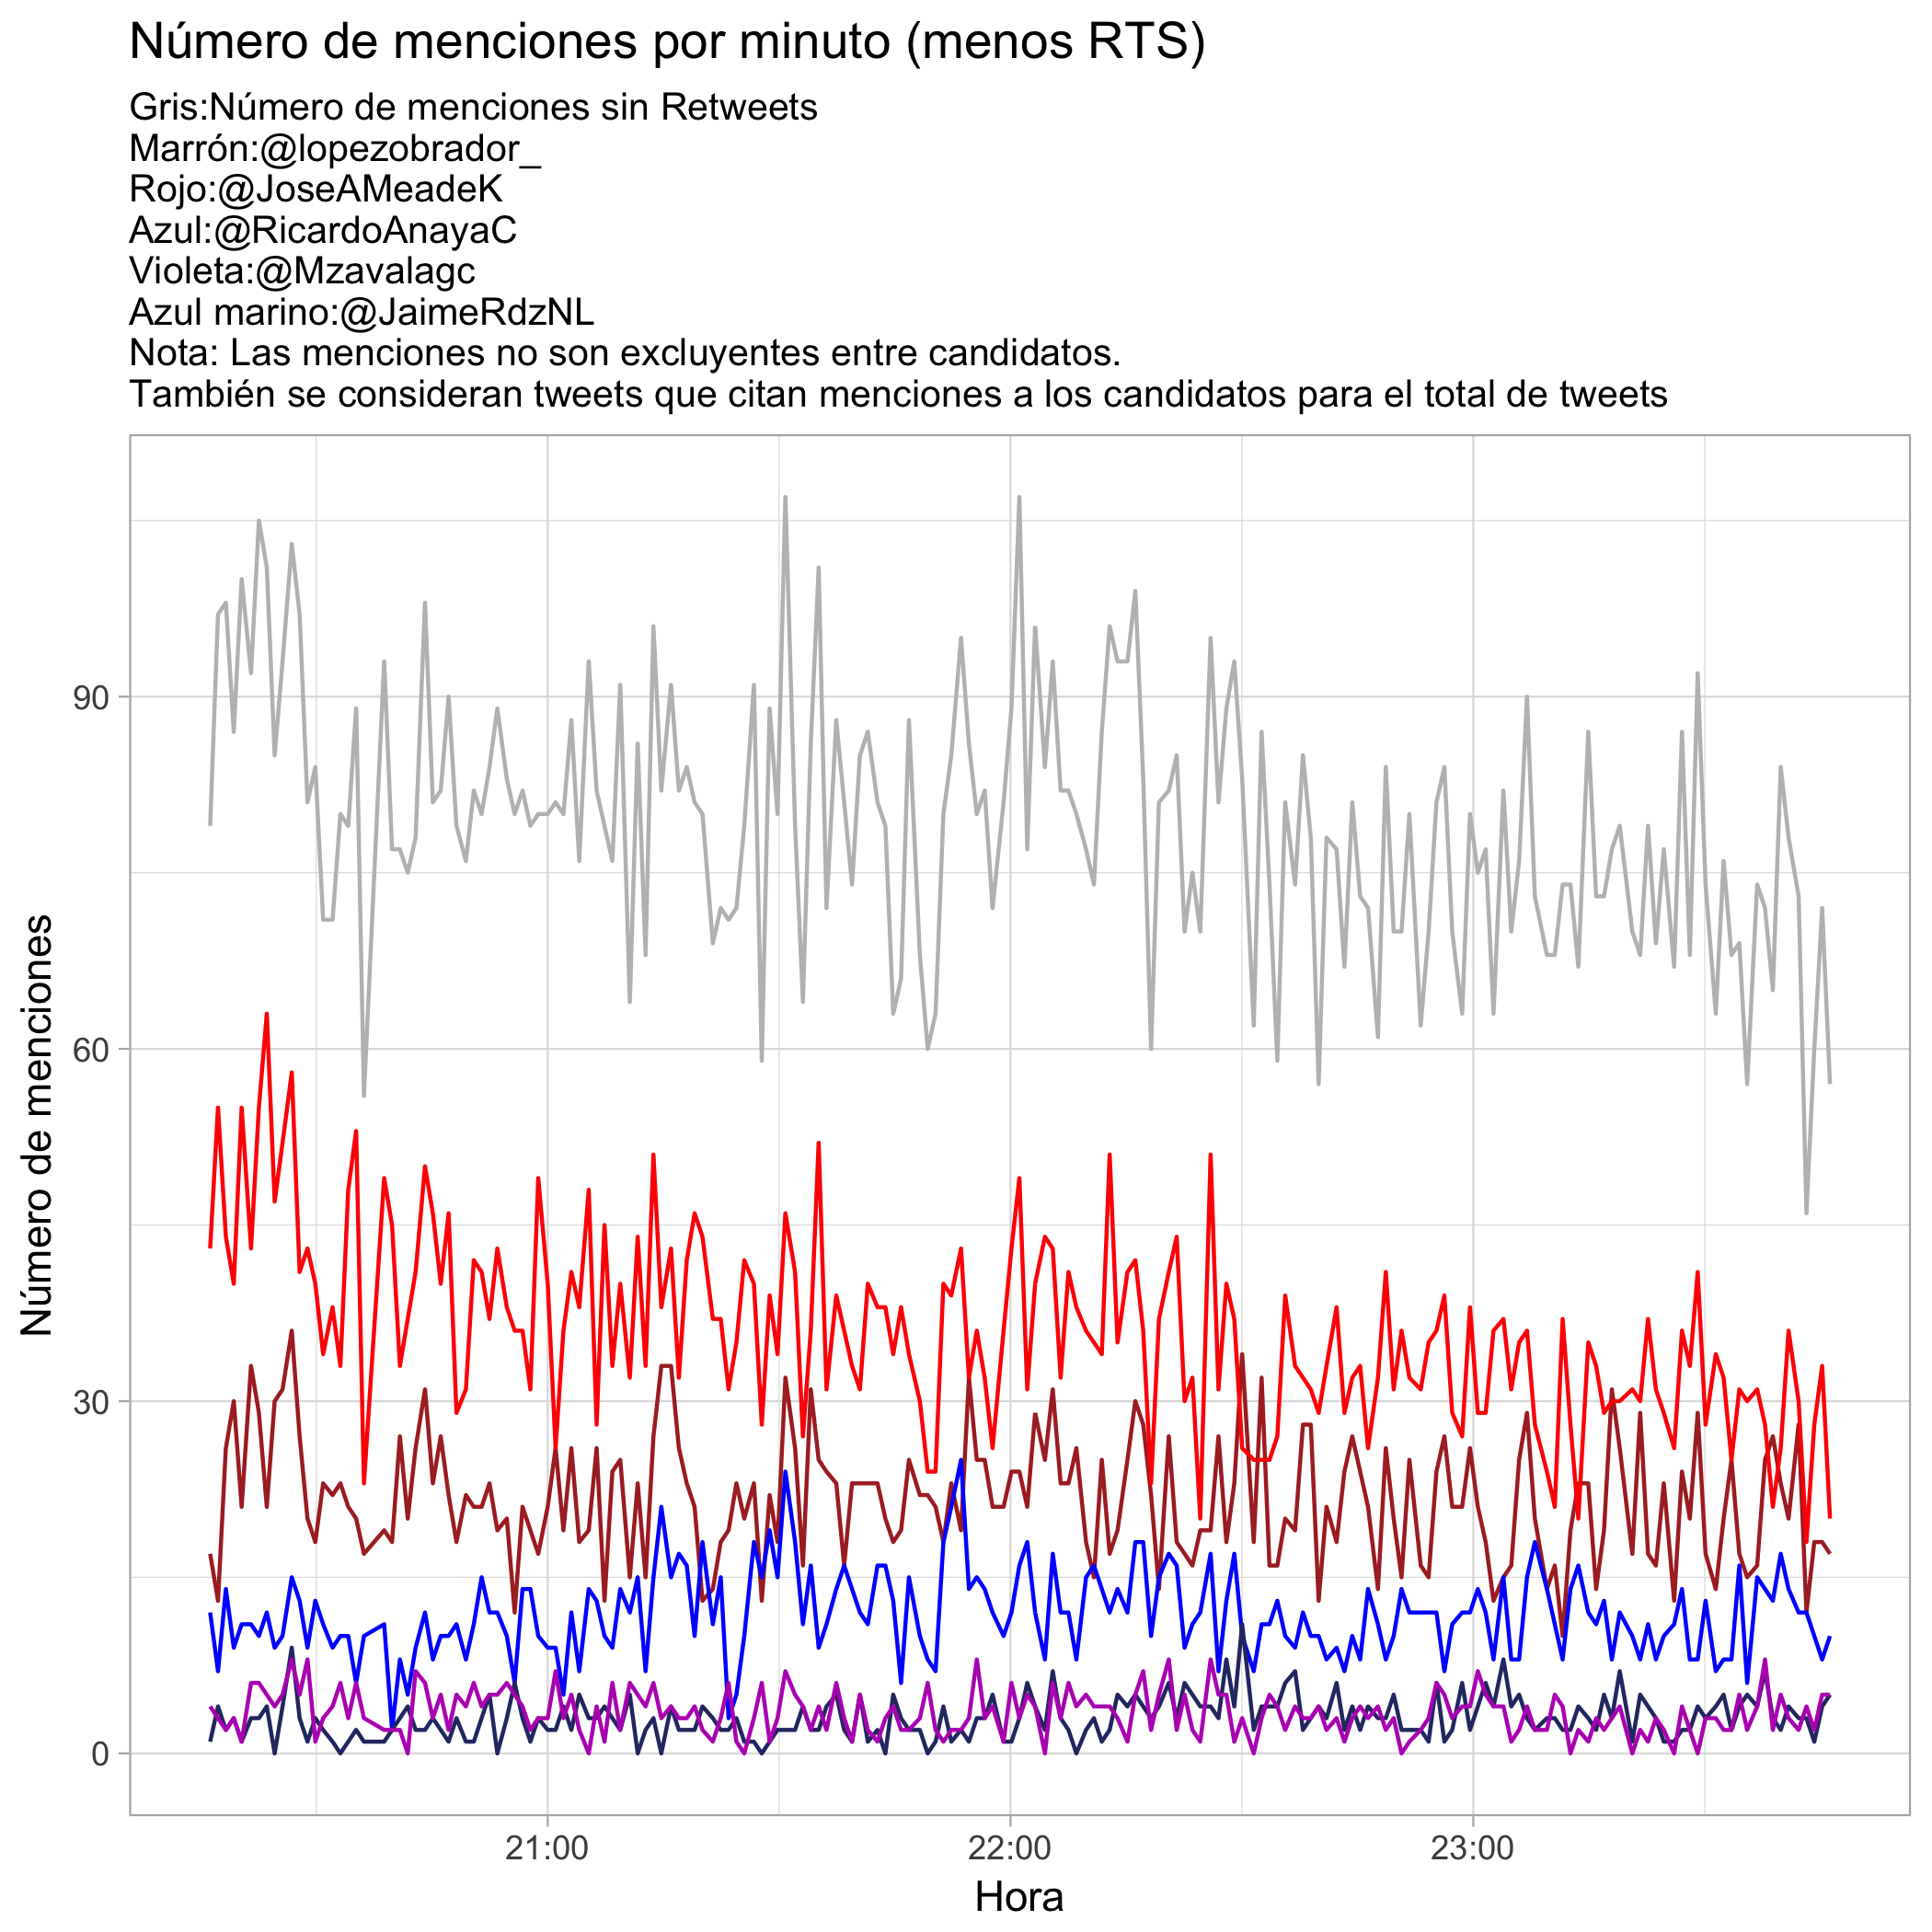 Número de menciones por minuto (menos RTS)
Gris:Número de menciones sin Retweets
Marrón:@lopezobrador_
Rojo:@JoseAMeadeK
Azul:@RicardoAnayaC
Violeta:@Mzavalagc
Azul marino:@JaimeRdzNL
Nota: Las menciones no son excluyentes entre candidatos.
También se consideran tweets que citan menciones a los candidatos para el total de tweets
Número de menciones
90
60
30
0
21:00
22:00
23:00
Hora